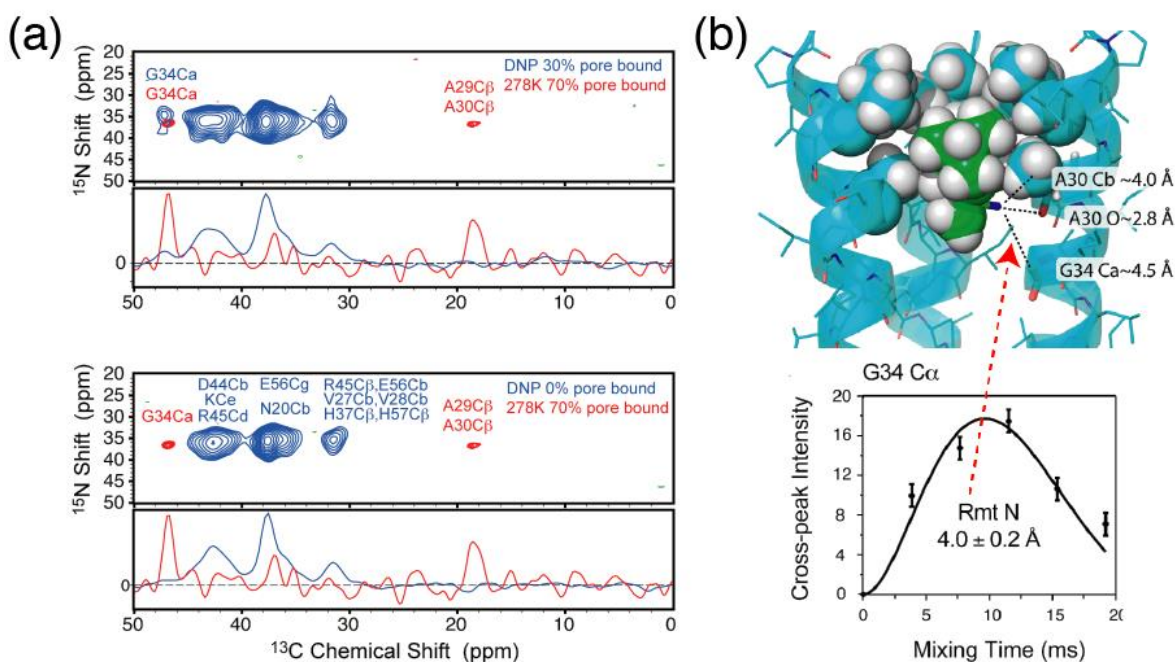 (a)
20
30
40
50
15N Shift (ppm)
G34Ca
G34Ca
DNP 30% pore bound
278K 70% pore bound
A29Cβ
A30Cβ
20
25
30
35
40
45
50
0
50
40
30
20
10
0
15N Shift (ppm)
20
25
30
35
40
45
50
D44Cb
KCe
R45Cd
G34Ca
E56Cg
N20Cb
R45Cβ,E56Cb
V27Cb,V28Cb
H37Cβ,H57Cβ
DNP 0% pore bound
278K 70% pore bound
A29Cβ
A30Cβ
0
50
40
30
20
10
0
13C Chemical Shift (ppm)
(b)
A30 Cb ~4.0 Å
A30 O~2.8 Å
G34 Ca~4.5 Å
G34 Cα
20
16
12
8
4
0
Cross-peak Intensity
Rmt N
4.0 ± 0.2 Å
0
5
10
15
20
Mixing Time (ms)